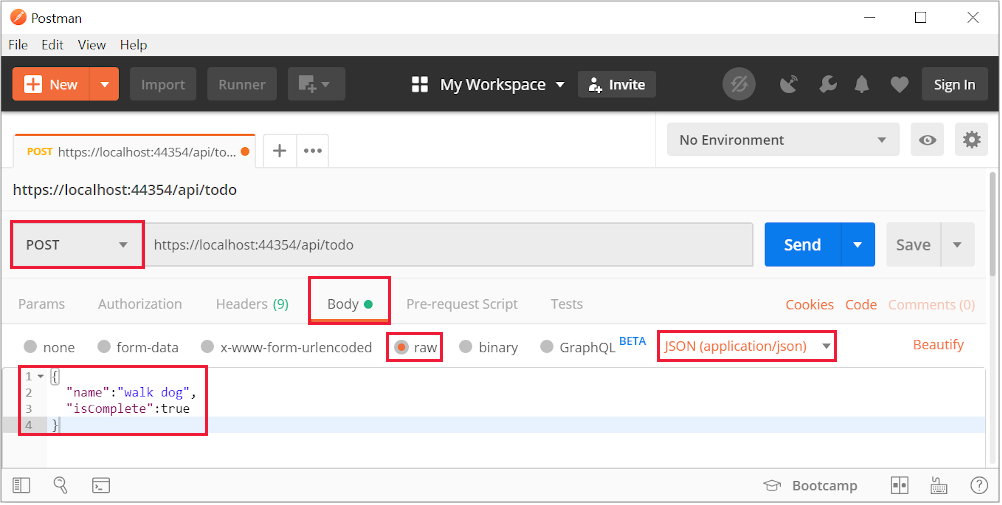 Postman
File Edit View Help
New Import Runner My Workspace Invite Sign In
POST https://localhost:44354/api/to... + ••• No Environment
https://localhost:44354/api/todo
POST https://localhost:44354/api/todo Send Save
Params Authorization Headers (9) Body Pre-request Script Tests Cookies Code Comments (0)
none form-data x-www-form-urlencoded raw binary GraphQL BETA JSON (application/json) Beautify
1 {
2 "name":"walk dog",
3 "isComplete":true
4 }
Bootcamp